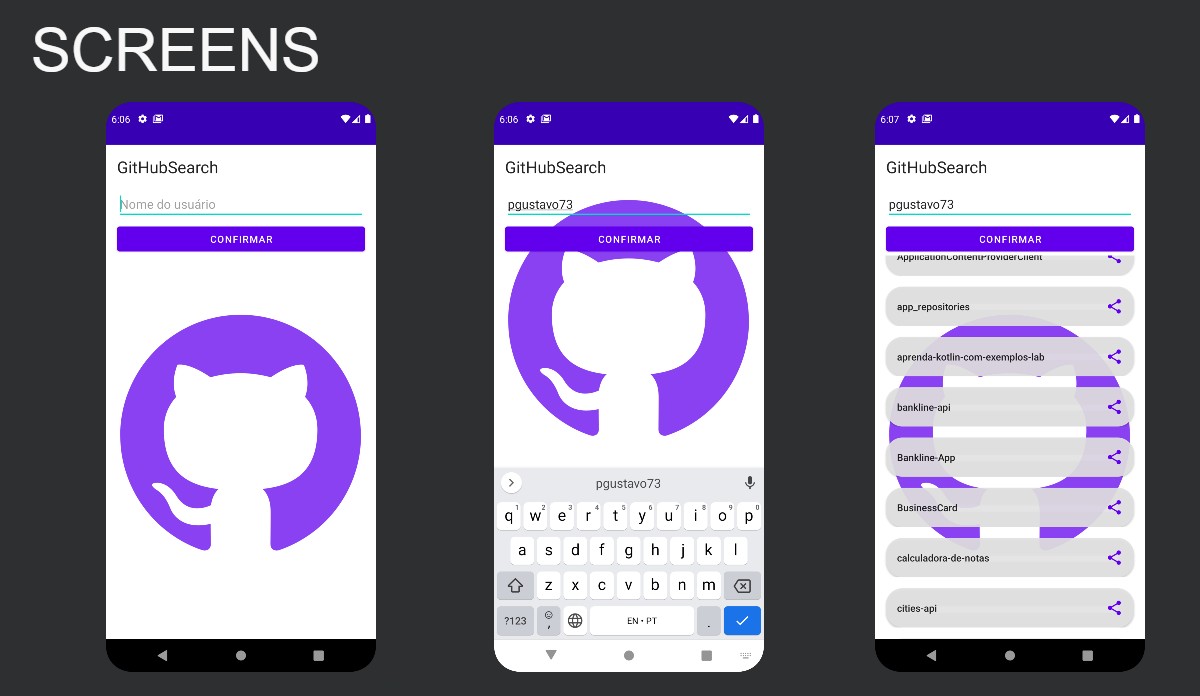 SCREENS
6:06
GitHubSearch
Nome do usuário
CONFIRMAR
6:06
GitHubSearch
pgustavo73
CONFIRMAR
pgustavo73
q1 w2 e3 r4 t5 y6 u7 i8 o9 p0
a s d f g h j k l
z x c v b n m
?123 , EN • PT .
6:07
GitHubSearch
pgustavo73
CONFIRMAR
ApplicationContentProviderClient
app_repositories
aprenda-kotlin-com-exemplos-lab
bankline-api
Bankline-App
BusinessCard
calculadora-de-notas
cities-api